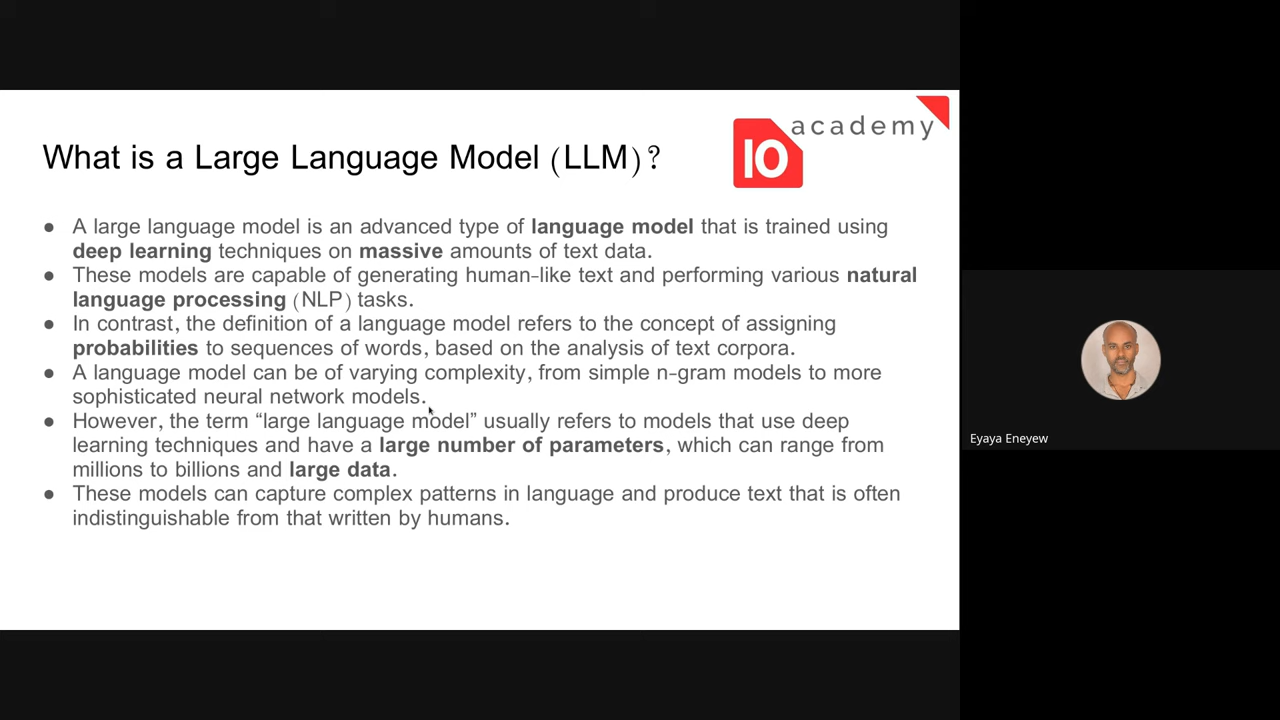 academy
10
What is a Large Language Model (LLM)?
● A large language model is an advanced type of language model that is trained using
deep learning techniques on massive amounts of text data.
● These models are capable of generating human-like text and performing various natural
language processing (NLP) tasks.
● In contrast, the definition of a language model refers to the concept of assigning
probabilities to sequences of words, based on the analysis of text corpora.
● A language model can be of varying complexity, from simple n-gram models to more
sophisticated neural network models.
● However, the term “large language model” usually refers to models that use deep
learning techniques and have a large number of parameters, which can range from
millions to billions and large data.
● These models can capture complex patterns in language and produce text that is often
indistinguishable from that written by humans.
Eyaya Eneyew